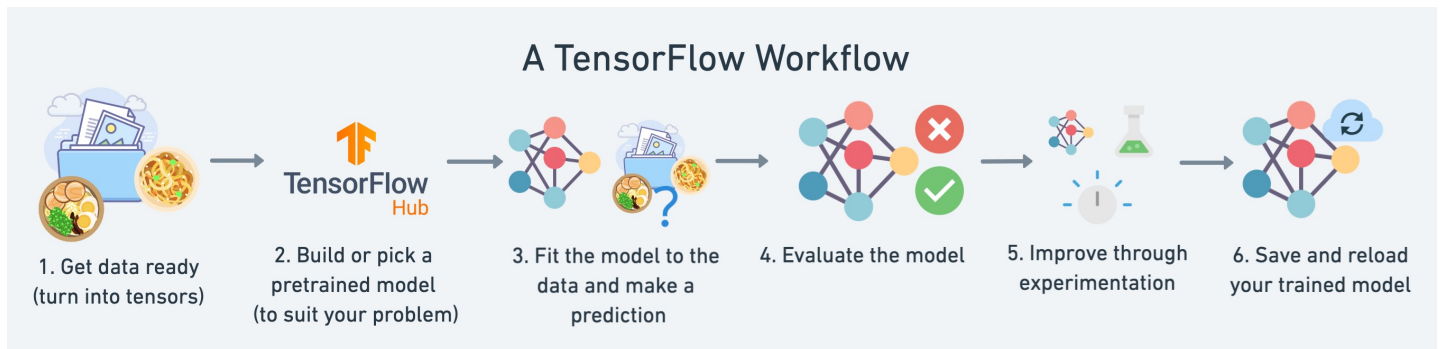 A TensorFlow Workflow
TensorFlow
Hub
?
1. Get data ready
(turn into tensors)
2. Build or pick a
pretrained model
(to suit your problem)
3. Fit the model to the
data and make a
prediction
4. Evaluate the model
5. Improve through
experimentation
6. Save and reload
your trained model